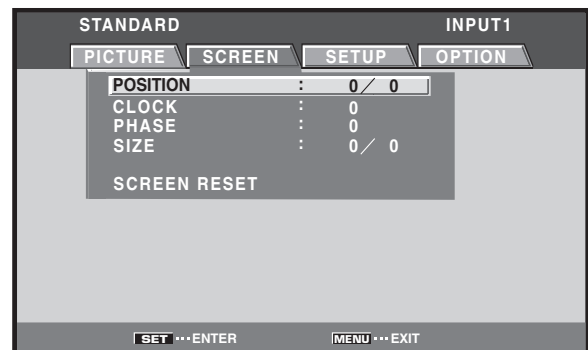 STANDARD INPUT1
PICTURE SCREEN SETUP OPTION
POSITION : 0/ 0
CLOCK : 0
PHASE : 0
SIZE : 0/ 0
SCREEN RESET
SET ··· ENTER MENU ··· EXIT